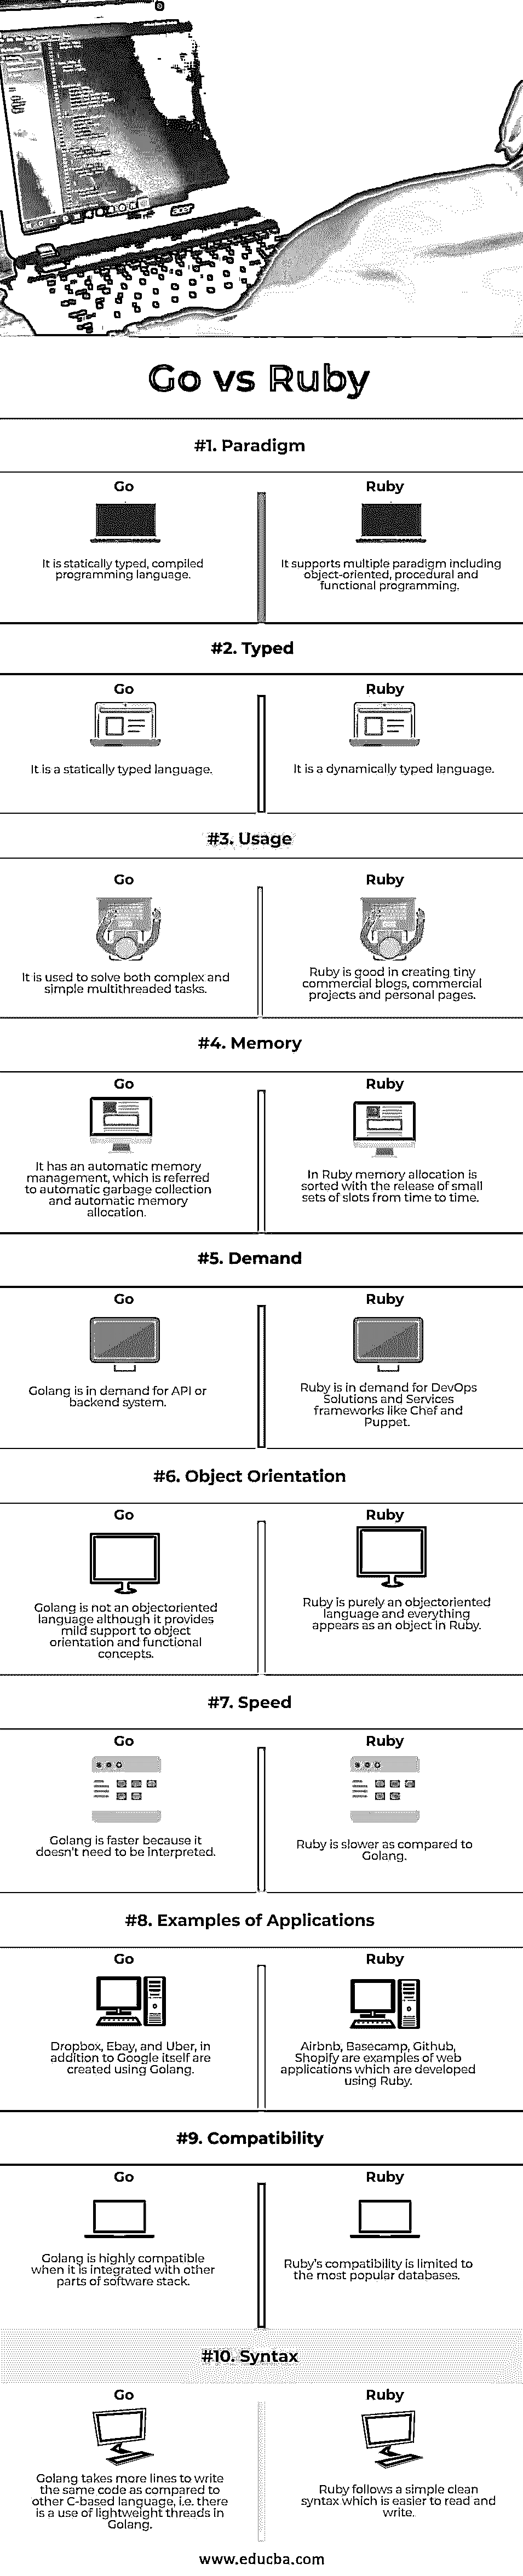 acer
Go vs Ruby
#1. Paradigm
Go
It is statically typed, compiled
programming language.
Ruby
It supports multiple paradigm including
object-oriented, procedural and
functional programming.
#2. Typed
Go
It is a statically typed language.
Ruby
It is a dynamically typed language.
#3. Usage
Go
It is used to solve both complex and
simple multithreaded tasks.
Ruby
Ruby is good in creating tiny
commercial blogs, commercial
projects and personal pages.
#4. Memory
Go
It has an automatic memory
management, which is referred
to automatic garbage collection
and automatic memory
allocation.
Ruby
In Ruby memory allocation is
sorted with the release of small
sets of slots from time to time.
#5. Demand
Go
Golang is in demand for API or
backend system.
Ruby
Ruby is in demand for DevOps
Solutions and Services
frameworks like Chef and
Puppet.
#6. Object Orientation
Go
Golang is not an objectoriented
language although it provides
mild support to object
orientation and functional
concepts.
Ruby
Ruby is purely an objectoriented
language and everything
appears as an object in Ruby.
#7. Speed
Go
Golang is faster because it
doesn't need to be interpreted.
Ruby
Ruby is slower as compared to
Golang.
#8. Examples of Applications
Go
Dropbox, Ebay, and Uber, in
addition to Google itself are
created using Golang.
Ruby
Airbnb, Basecamp, Github,
Shopify are examples of web
applications which are developed
using Ruby.
#9. Compatibility
Go
Golang is highly compatible
when it is integrated with other
parts of software stack.
Ruby
Ruby's compatibility is limited to
the most popular databases.
#10. Syntax
Go
Golang takes more lines to write
the same code as compared to
other C-based language, i.e. there
is a use of lightweight threads in
Golang.
Ruby
Ruby follows a simple clean
syntax which is easier to read and
write.
www.educba.com